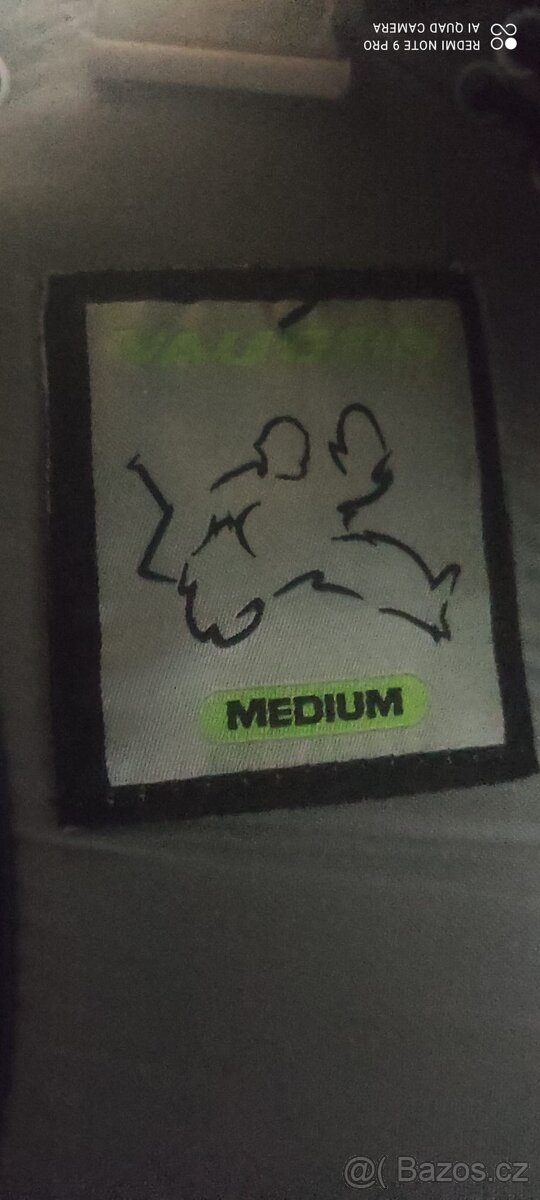 REDMI NOTE 9 PRO
AI QUAD CAMERA
MEDIUM
@( Bazos.cz